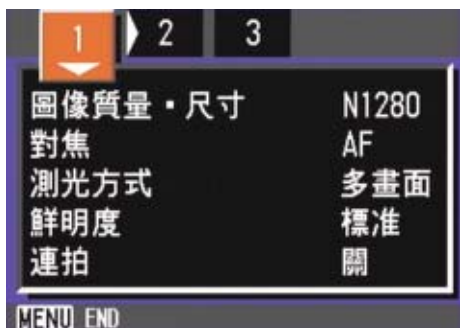 1 2 3
圖像質量・尺寸 N1280
對焦 AF
測光方式 多畫面
鮮明度 標准
連拍 關
MENU END